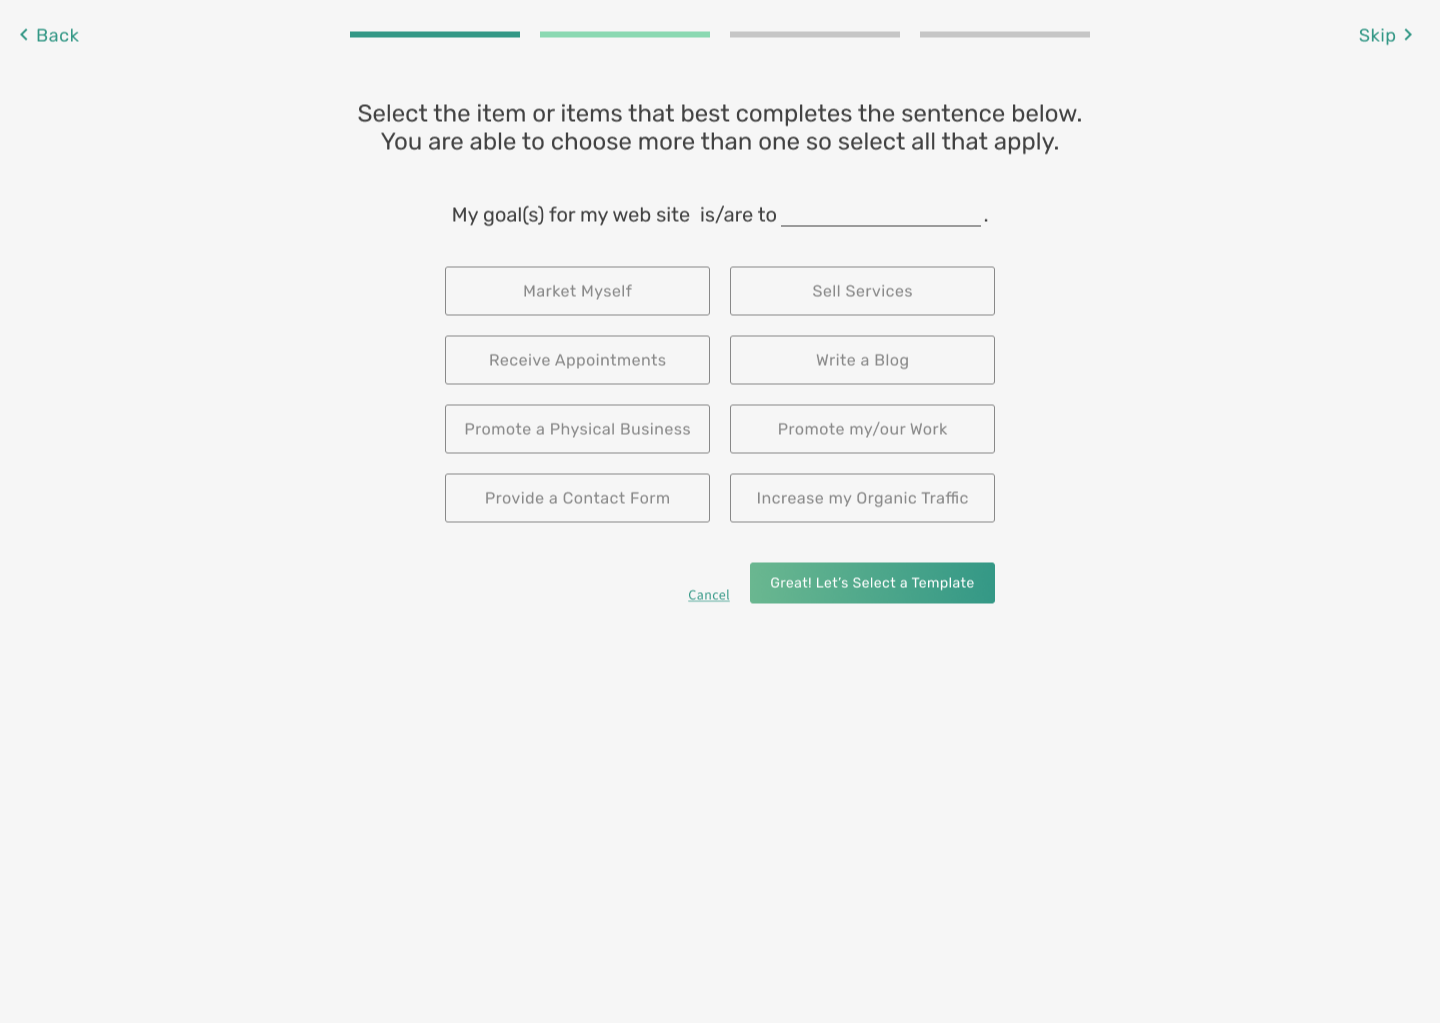 Back
Skip
Select the item or items that best completes the sentence below.
You are able to choose more than one so select all that apply.
My goal(s) for my web site is/are to ____________________.
Market Myself
Sell Services
Receive Appointments
Write a Blog
Promote a Physical Business
Promote my/our Work
Provide a Contact Form
Increase my Organic Traffic
Cancel
Great! Let's Select a Template